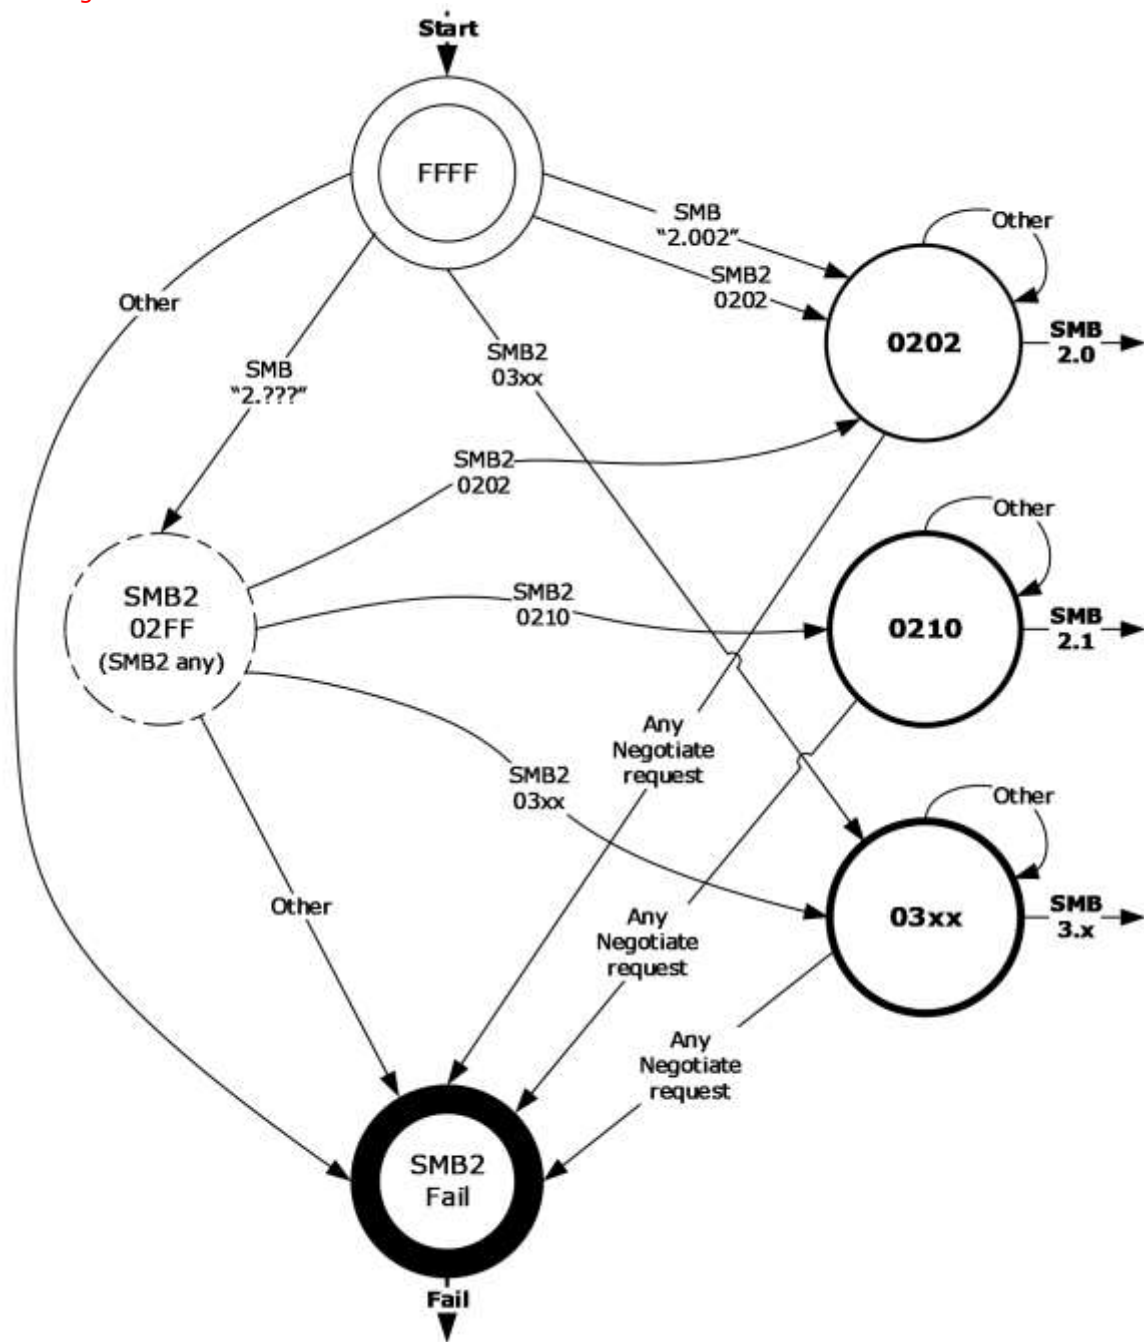 Start
FFFF
SMB
“2.002”
SMB2
0202
Other
0202
SMB
2.0
Other
SMB
“2.???”
SMB2
03xx
SMB2
0202
SMB2
02FF
(SMB2 any)
SMB2
0210
Other
0210
SMB
2.1
Any
Negotiate
request
SMB2
03xx
Other
03xx
SMB
3.x
Other
Any
Negotiate
request
Any
Negotiate
request
SMB2
Fail
Fail